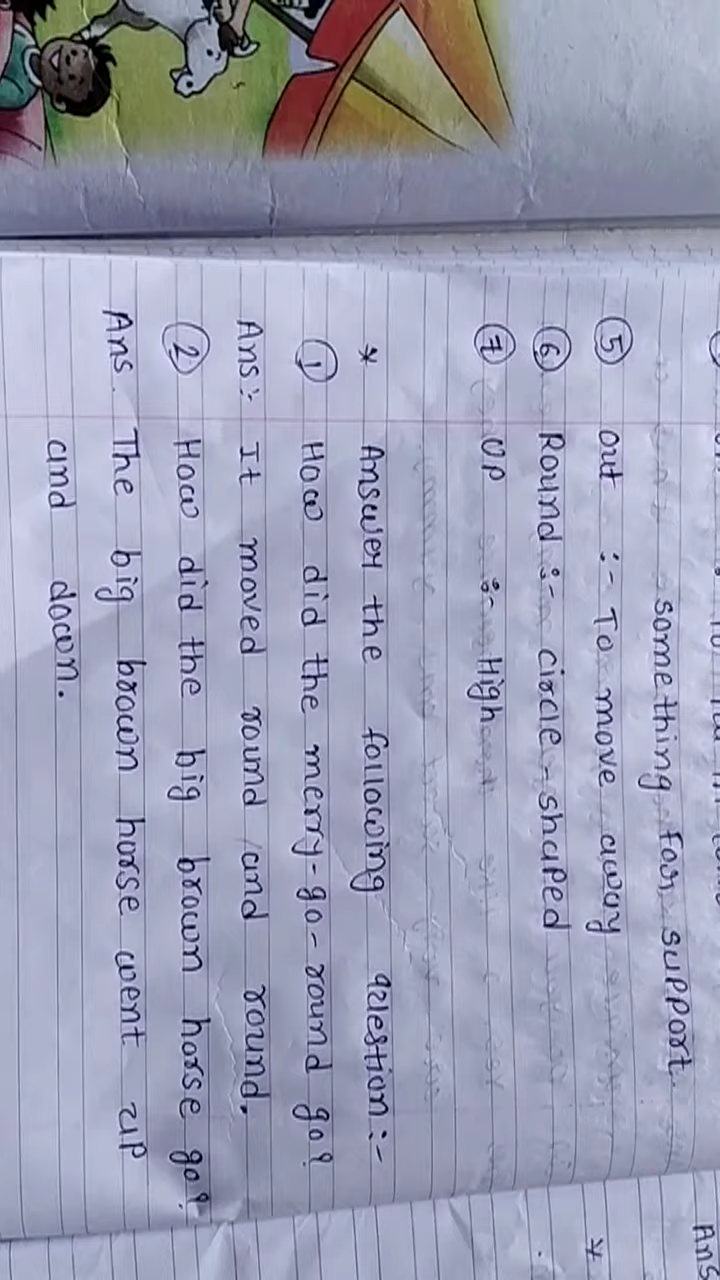 something for support.
⑤ out :- To move away
⑥ Round :- circle-shaped
⑦ UP :- High
* Answer the following question :-
① How did the merry-go-round go?
Ans:- It moved round and round.
② How did the big brown horse go?
Ans. The big brown horse went up
and down.
*
Ans